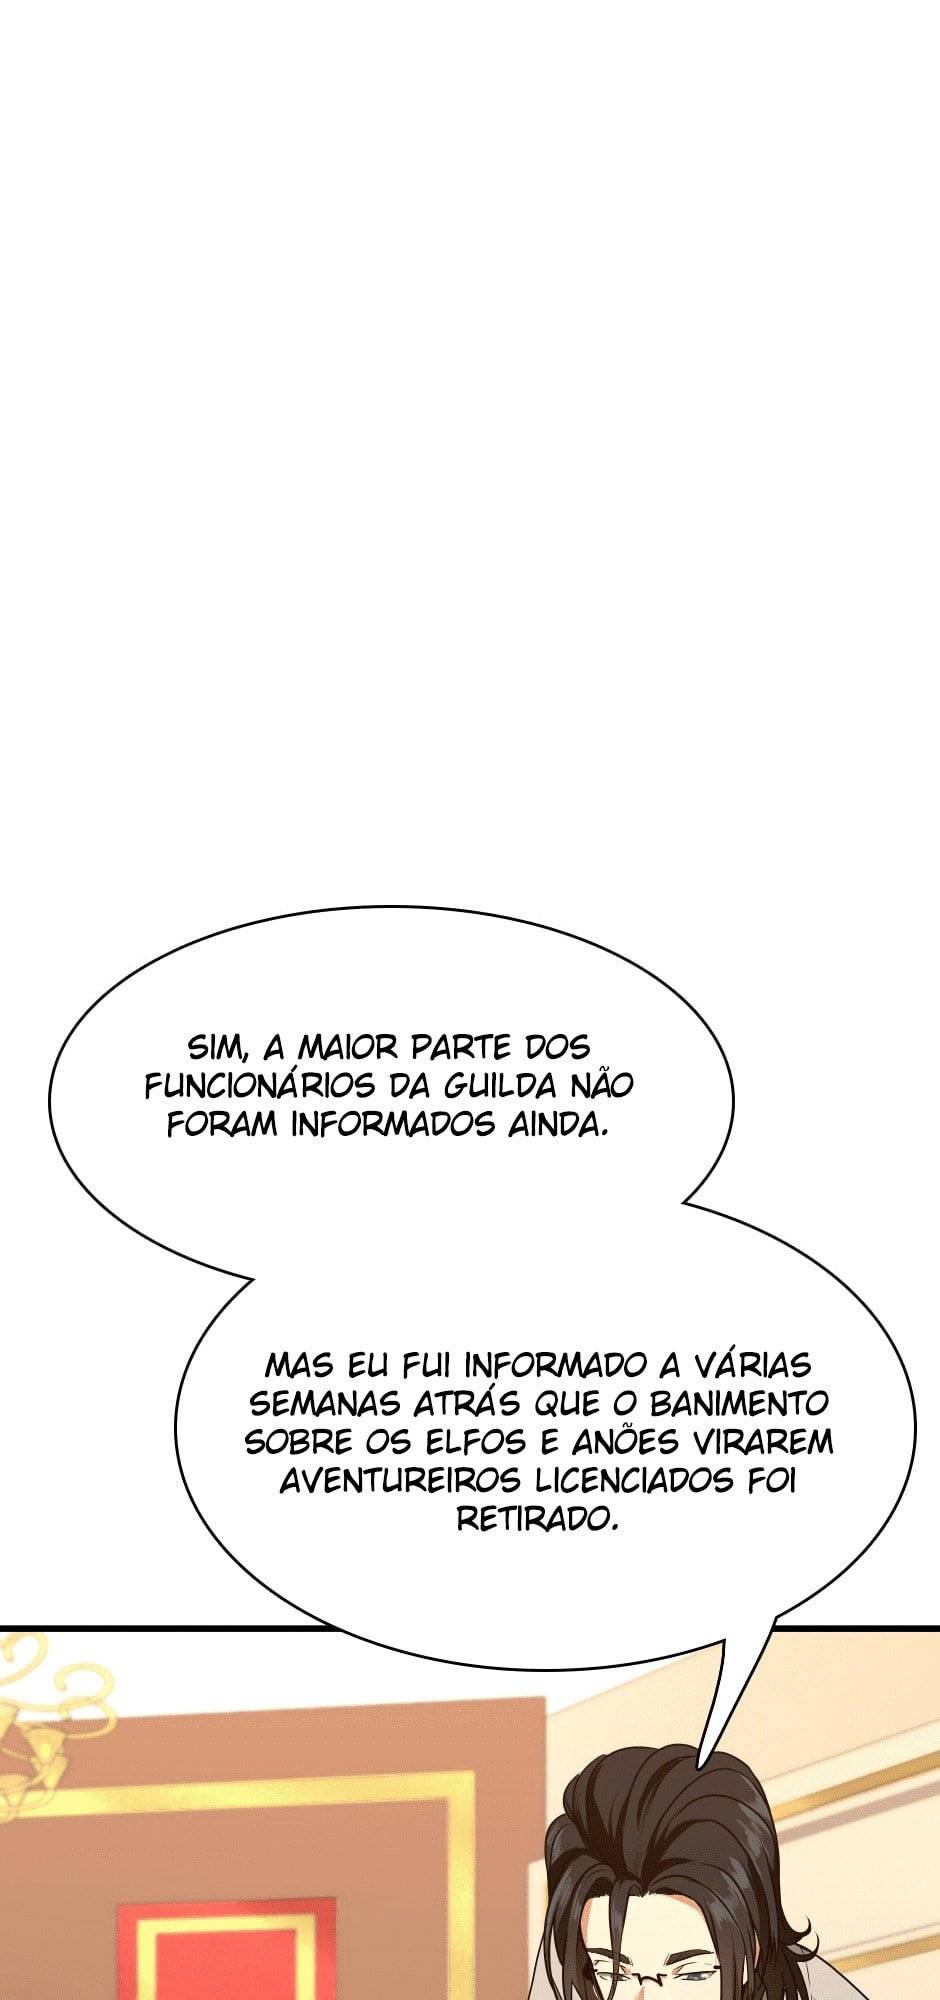 SIM, A MAIOR PARTE DOS
FUNCIONÁRIOS DA GUILDA NÃO
FORAM INFORMADOS AINDA.
MAS EU FUI INFORMADO A VÁRIAS
SEMANAS ATRÁS QUE O BANIMENTO
SOBRE OS ELFOS E ANÕES VIRAREM
AVENTUREIROS LICENCIADOS FOI
RETIRADO.